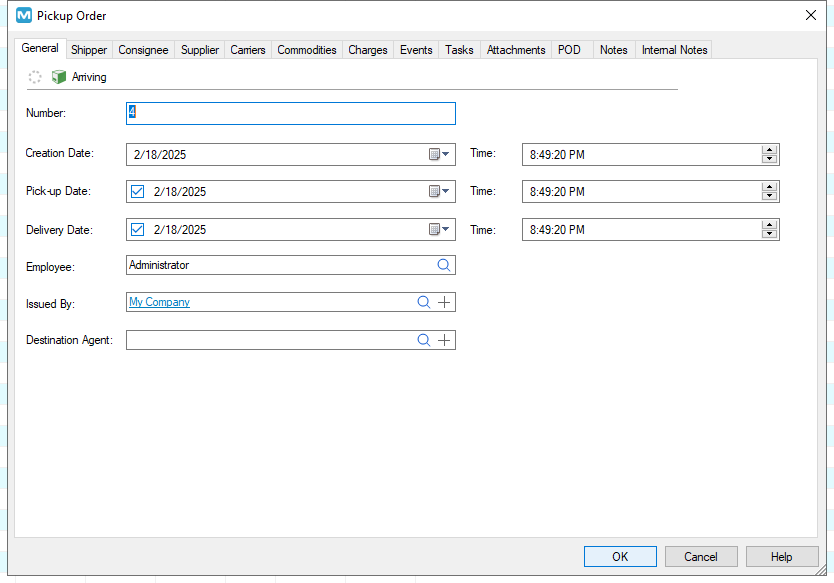 M Pickup Order
General Shipper Consignee Supplier Carriers Commodities Charges Events Tasks Attachments POD Notes Internal Notes
Arriving
Number: 4
Creation Date: 2/18/2025 Time: 8:49:20 PM
Pick-up Date: 2/18/2025 Time: 8:49:20 PM
Delivery Date: 2/18/2025 Time: 8:49:20 PM
Employee: Administrator
Issued By: My Company
Destination Agent:
OK Cancel Help